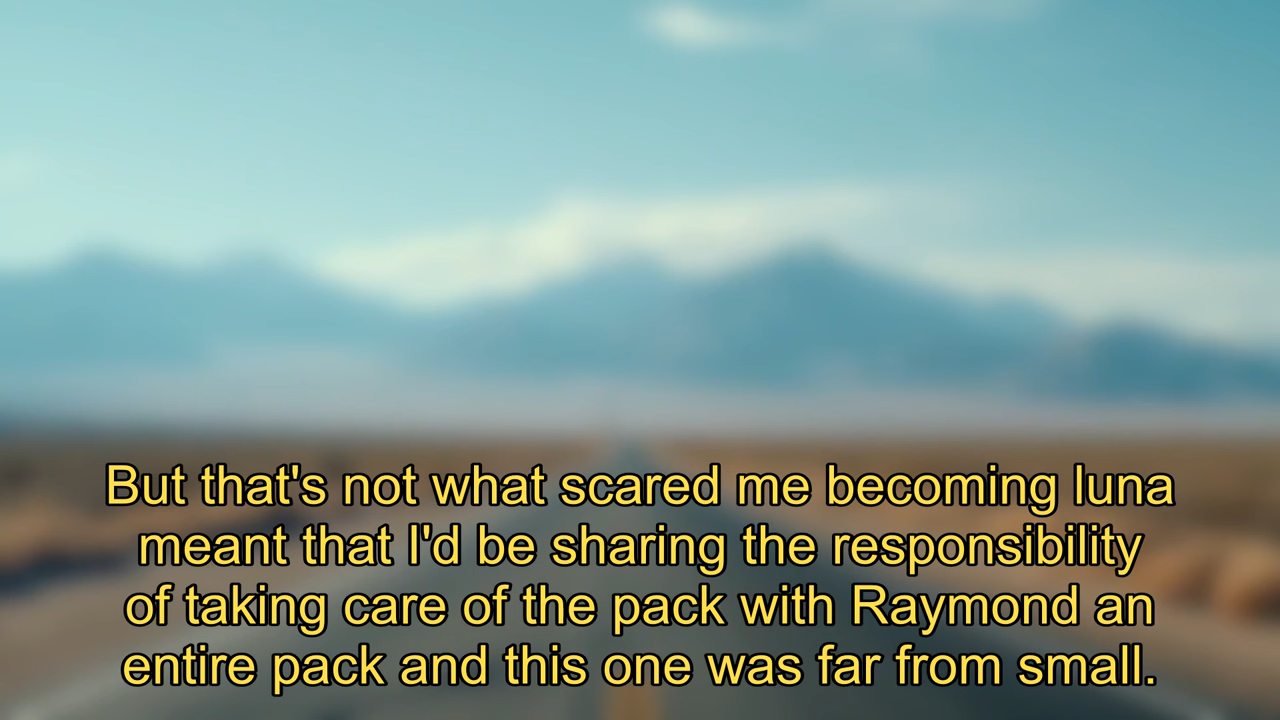 But that's not what scared me becoming luna
meant that I'd be sharing the responsibility
of taking care of the pack with Raymond an
entire pack and this one was far from small.